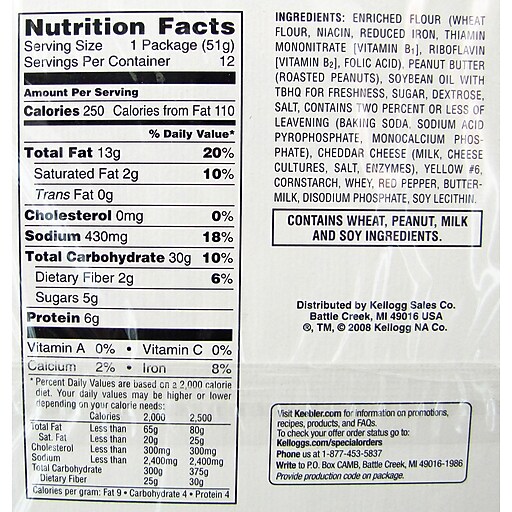 Nutrition Facts
Serving Size 1 Package (51g)
Servings Per Container 12
Amount Per Serving
Calories 250 Calories from Fat 110
% Daily Value*
Total Fat 13g 20%
Saturated Fat 2g 10%
Trans Fat 0g
Cholesterol 0mg 0%
Sodium 430mg 18%
Total Carbohydrate 30g 10%
Dietary Fiber 2g 6%
Sugars 5g
Protein 6g
Vitamin A 0% • Vitamin C 0%
Calcium 2% • Iron 8%
* Percent Daily Values are based on a 2,000 calorie
diet. Your daily values may be higher or lower
depending on your calorie needs:
Calories 2,000 2,500
Total Fat Less than 65g 80g
Sat. Fat Less than 20g 25g
Cholesterol Less than 300mg 300mg
Sodium Less than 2,400mg 2,400mg
Total Carbohydrate 300g 375g
Dietary Fiber 25g 30g
Calories per gram: Fat 9 • Carbohydrate 4 • Protein 4
INGREDIENTS: ENRICHED FLOUR (WHEAT
FLOUR, NIACIN, REDUCED IRON, THIAMIN
MONONITRATE [VITAMIN B1], RIBOFLAVIN
[VITAMIN B2], FOLIC ACID). PEANUT BUTTER
(ROASTED PEANUTS), SOYBEAN OIL WITH
TBHQ FOR FRESHNESS, SUGAR, DEXTROSE,
SALT, CONTAINS TWO PERCENT OR LESS OF
LEAVENING (BAKING SODA, SODIUM ACID
PYROPHOSPHATE, MONOCALCIUM PHOS-
PHATE), CHEDDAR CHEESE (MILK, CHEESE
CULTURES, SALT, ENZYMES), YELLOW #6,
CORNSTARCH, WHEY, RED PEPPER, BUTTER-
MILK, DISODIUM PHOSPHATE, SOY LECITHIN.
CONTAINS WHEAT, PEANUT, MILK
AND SOY INGREDIENTS.
Distributed by Kellogg Sales Co.
Battle Creek, MI 49016 USA
®, TM, © 2008 Kellogg NA Co.
Visit Keebler.com for information on promotions,
recipes, products, and FAQs.
To check your offer order status go to:
Kelloggs.com/specialorders
Phone us at 1-877-453-5837
Write to P.O. Box CAMB, Battle Creek, MI 49016-1986
Provide production code on package.